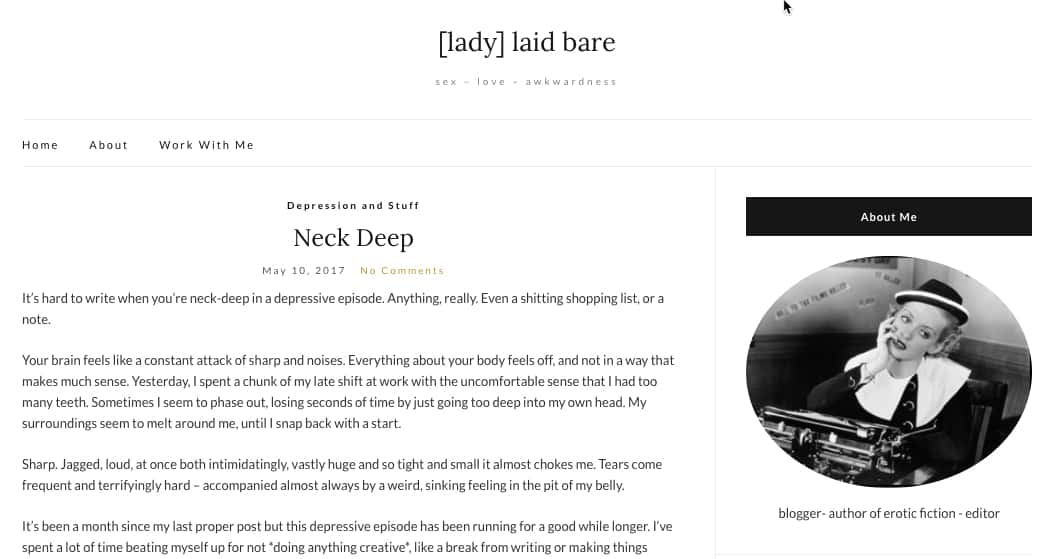 [lady] laid bare
sex – love – awkwardness
Home About Work With Me
Depression and Stuff
Neck Deep
May 10, 2017 No Comments
It's hard to write when you're neck-deep in a depressive episode. Anything, really. Even a shitting shopping list, or a
note.
Your brain feels like a constant attack of sharp and noises. Everything about your body feels off, and not in a way that
makes much sense. Yesterday, I spent a chunk of my late shift at work with the uncomfortable sense that I had too
many teeth. Sometimes I seem to phase out, losing seconds of time by just going too deep into my own head. My
surroundings seem to melt around me, until I snap back with a start.
Sharp. Jagged, loud, at once both intimidatingly, vastly huge and so tight and small it almost chokes me. Tears come
frequent and terrifyingly hard – accompanied almost always by a weird, sinking feeling in the pit of my belly.
It's been a month since my last proper post but this depressive episode has been running for a good while longer. I've
spent a lot of time beating myself up for not *doing anything creative*, like a break from writing or making things
About Me
blogger- author of erotic fiction - editor